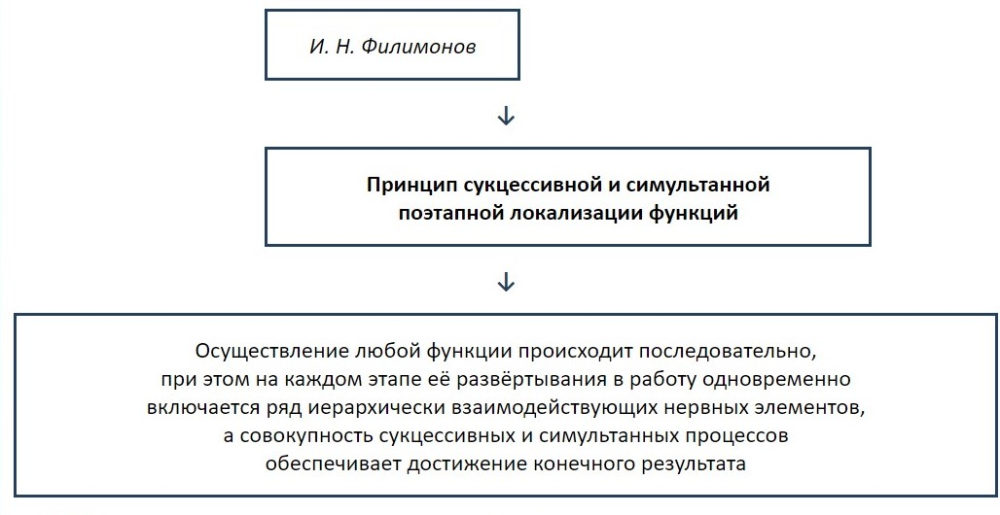 И. Н. Филимонов
Принцип сукцессивной и симультанной
поэтапной локализации функций
Осуществление любой функции происходит последовательно,
при этом на каждом этапе её развёртывания в работу одновременно
включается ряд иерархически взаимодействующих нервных элементов,
а совокупность сукцессивных и симультанных процессов
обеспечивает достижение конечного результата